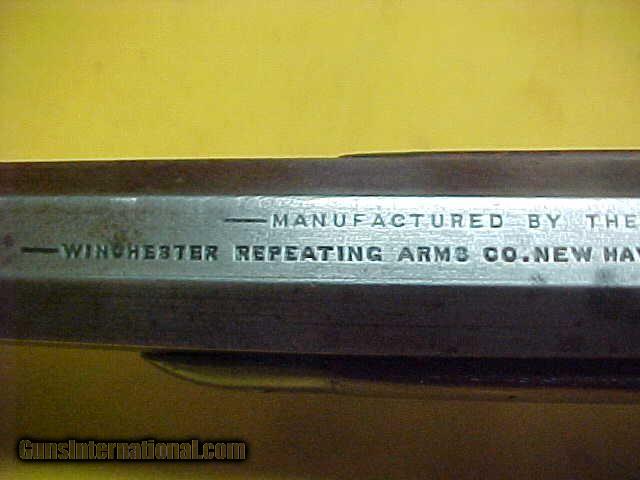 —MANUFACTURED BY THE
—WINCHESTER REPEATING ARMS CO. NEW HAV
GunsInternational.com